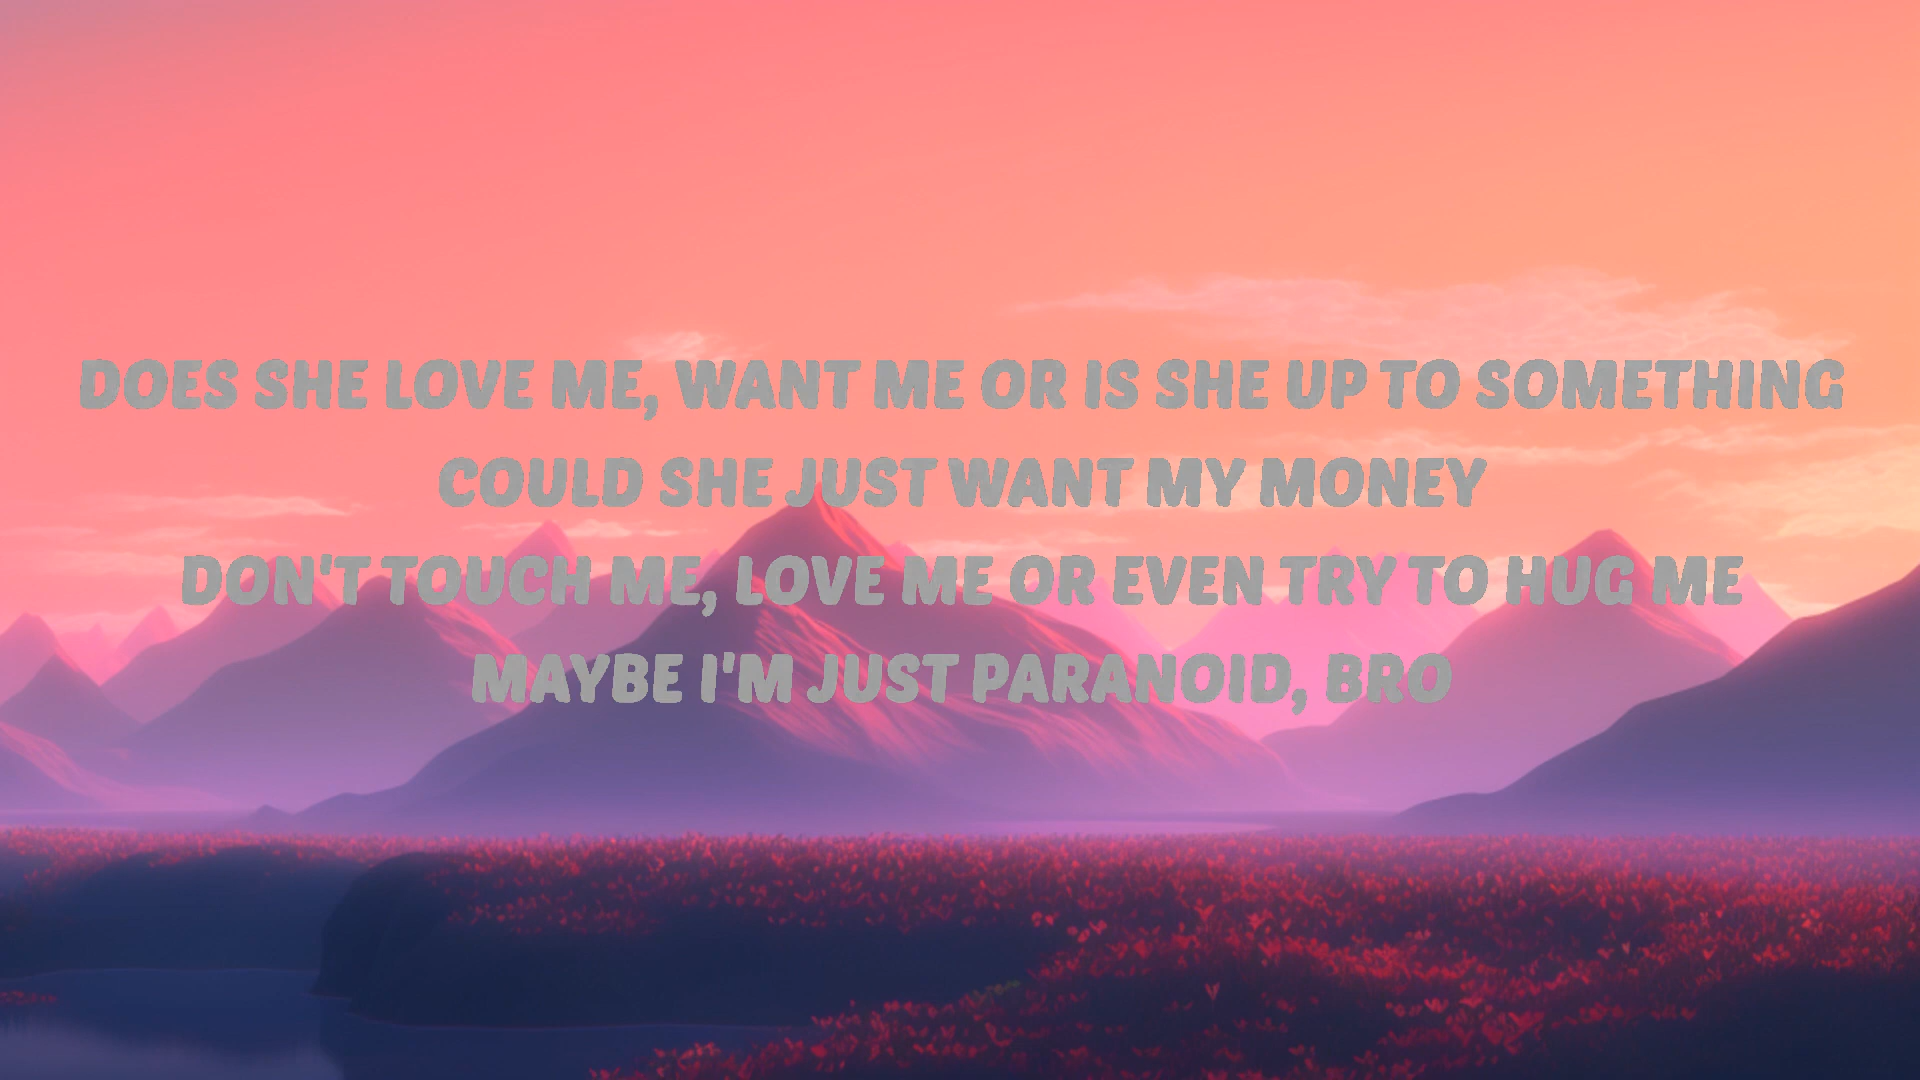 DOES SHE LOVE ME, WANT ME OR IS SHE UP TO SOMETHING
COULD SHE JUST WANT MY MONEY
DON'T TOUCH ME, LOVE ME OR EVEN TRY TO HUG ME
MAYBE I'M JUST PARANOID, BRO